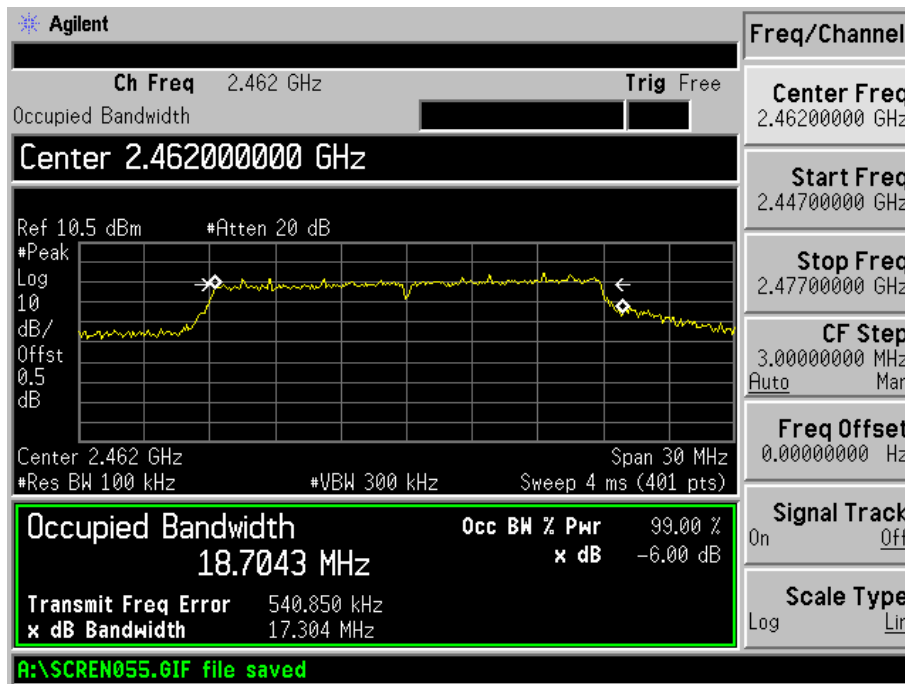 Agilent
Freq/Channel
Ch Freq 2.462 GHz Trig Free
Occupied Bandwidth
Center 2.462000000 GHz
Ref 10.5 dBm #Atten 20 dB
#Peak
Log
10
dB/
Offst
0.5
dB
Center 2.462 GHz Span 30 MHz
#Res BW 100 kHz #VBW 300 kHz Sweep 4 ms (401 pts)
Occupied Bandwidth
18.7043 MHz
Occ BW % Pwr 99.00 %
x dB -6.00 dB
Transmit Freq Error 540.850 kHz
x dB Bandwidth 17.304 MHz
A:\SCREN055.GIF file saved
Center Freq
2.46200000 GHz
Start Freq
2.44700000 GHz
Stop Freq
2.47700000 GHz
CF Step
3.00000000 MHz
Auto Man
Freq Offset
0.00000000 Hz
Signal Track
On Off
Scale Type
Log Lin